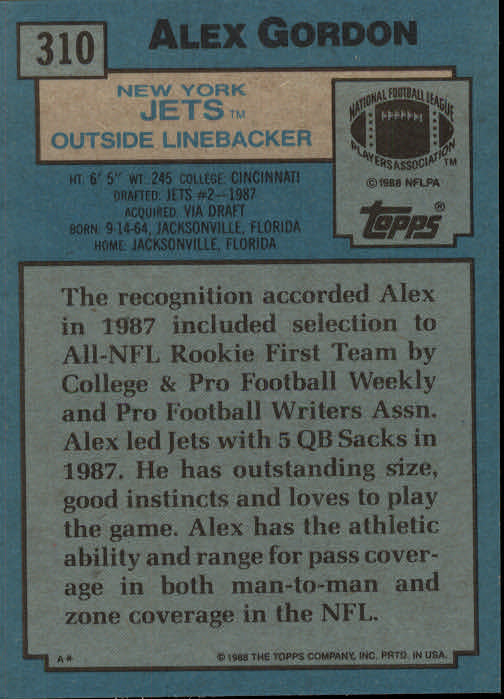 310
ALEX GORDON
NEW YORK
JETS™
OUTSIDE LINEBACKER
NATIONAL FOOTBALL LEAGUE
PLAYERS ASSOCIATION™
©1988 NFLPA
Topps®
HT: 6' 5" WT: 245 COLLEGE: CINCINNATI
DRAFTED: JETS #2—1987
ACQUIRED: VIA DRAFT
BORN: 9-14-64, JACKSONVILLE, FLORIDA
HOME: JACKSONVILLE, FLORIDA
The recognition accorded Alex
in 1987 included selection to
All-NFL Rookie First Team by
College & Pro Football Weekly
and Pro Football Writers Assn.
Alex led Jets with 5 QB Sacks in
1987. He has outstanding size,
good instincts and loves to play
the game. Alex has the athletic
ability and range for pass cover-
age in both man-to-man and
zone coverage in the NFL.
A*
©1988 THE TOPPS COMPANY, INC. PRTD. IN USA.